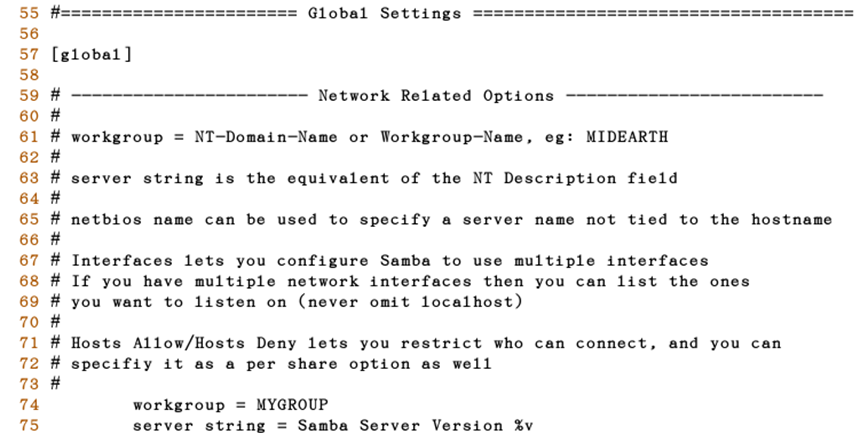 55 #======================= Global Settings =====================================
56
57 [global]
58
59 # ----------------------- Network Related Options -------------------------
60 #
61 # workgroup = NT-Domain-Name or Workgroup-Name, eg: MIDEARTH
62 #
63 # server string is the equivalent of the NT Description field
64 #
65 # netbios name can be used to specify a server name not tied to the hostname
66 #
67 # Interfaces lets you configure Samba to use multiple interfaces
68 # If you have multiple network interfaces then you can list the ones
69 # you want to listen on (never omit localhost)
70 #
71 # Hosts Allow/Hosts Deny lets you restrict who can connect, and you can
72 # specifiy it as a per share option as well
73 #
74         workgroup = MYGROUP
75         server string = Samba Server Version %v